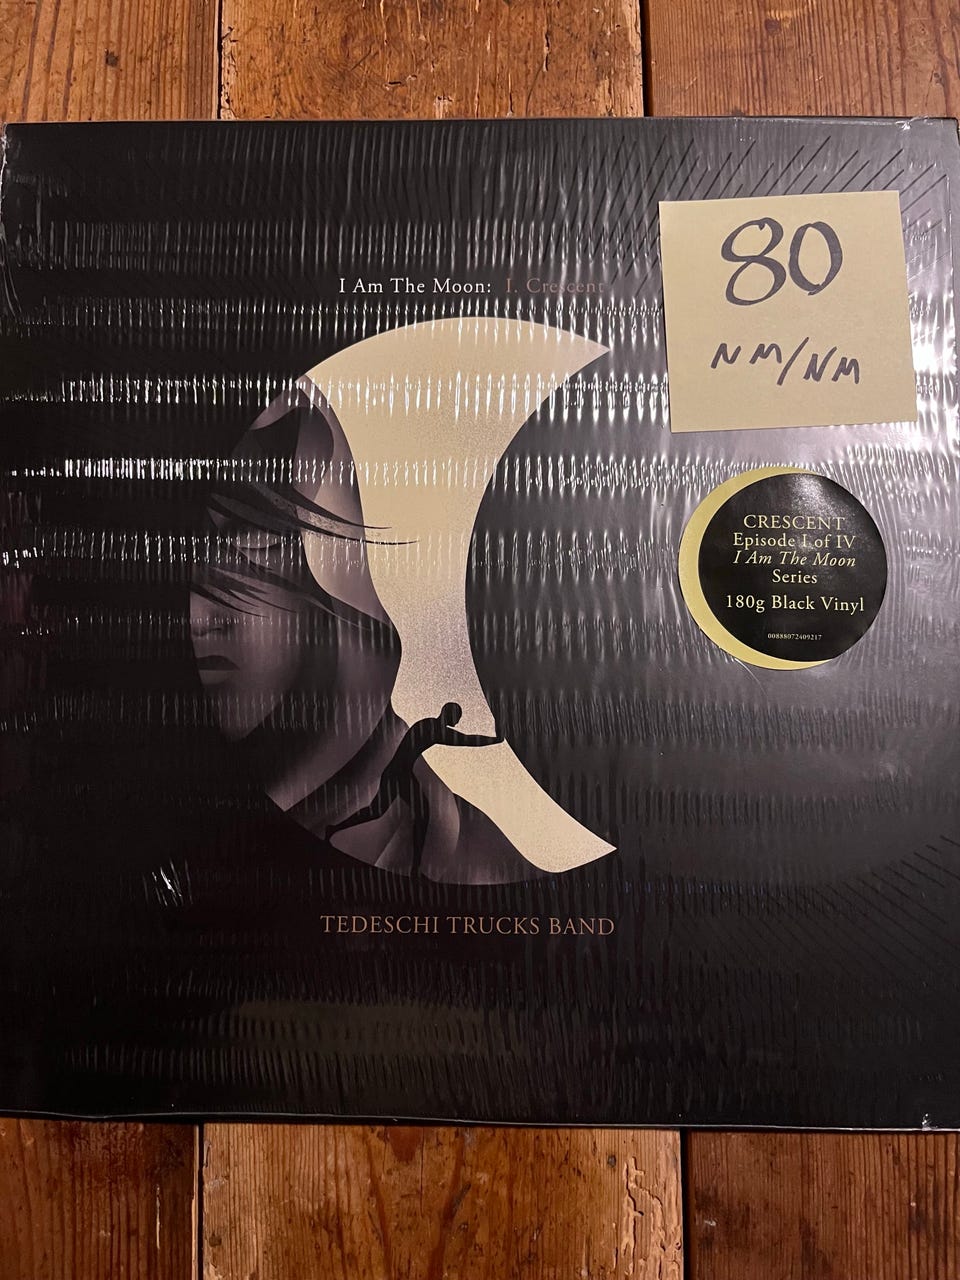 I Am The Moon: I. Crescent
80
NM/NM
CRESCENT
Episode I of IV
I Am The Moon
Series
180g Black Vinyl
00888072409217
TEDESCHI TRUCKS BAND